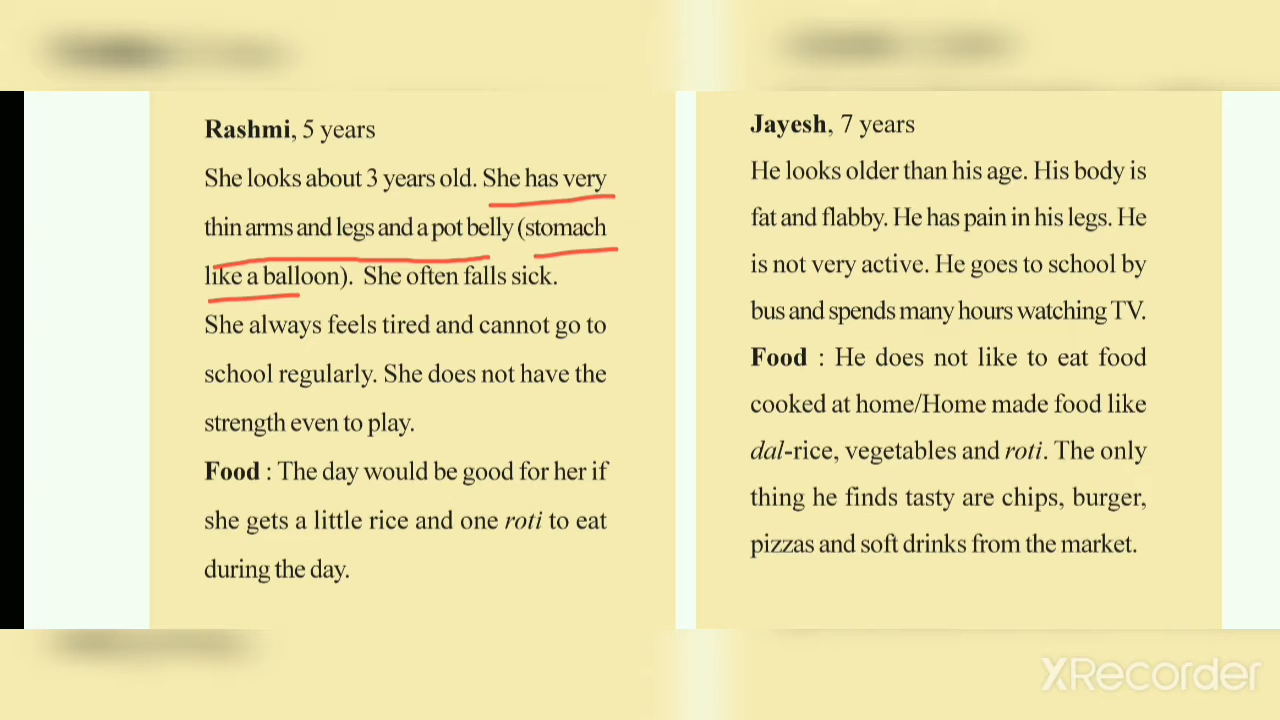 Rashmi, 5 years
She looks about 3 years old. She has very
thin arms and legs and a pot belly (stomach
like a balloon). She often falls sick.
She always feels tired and cannot go to
school regularly. She does not have the
strength even to play.
Food : The day would be good for her if
she gets a little rice and one roti to eat
during the day.
Jayesh, 7 years
He looks older than his age. His body is
fat and flabby. He has pain in his legs. He
is not very active. He goes to school by
bus and spends many hours watching TV.
Food : He does not like to eat food
cooked at home/Home made food like
dal-rice, vegetables and roti. The only
thing he finds tasty are chips, burger,
pizzas and soft drinks from the market.
XRecorder